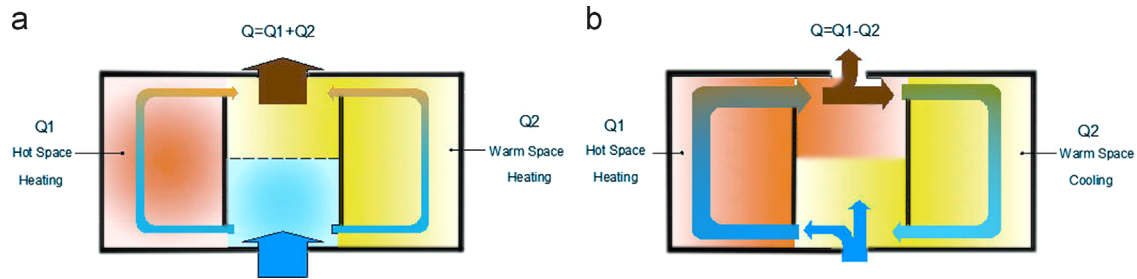 a
Q=Q1+Q2
Q1
Hot Space
Heating
Q2
Warm Space
Heating
b
Q=Q1-Q2
Q1
Hot Space
Heating
Q2
Warm Space
Cooling